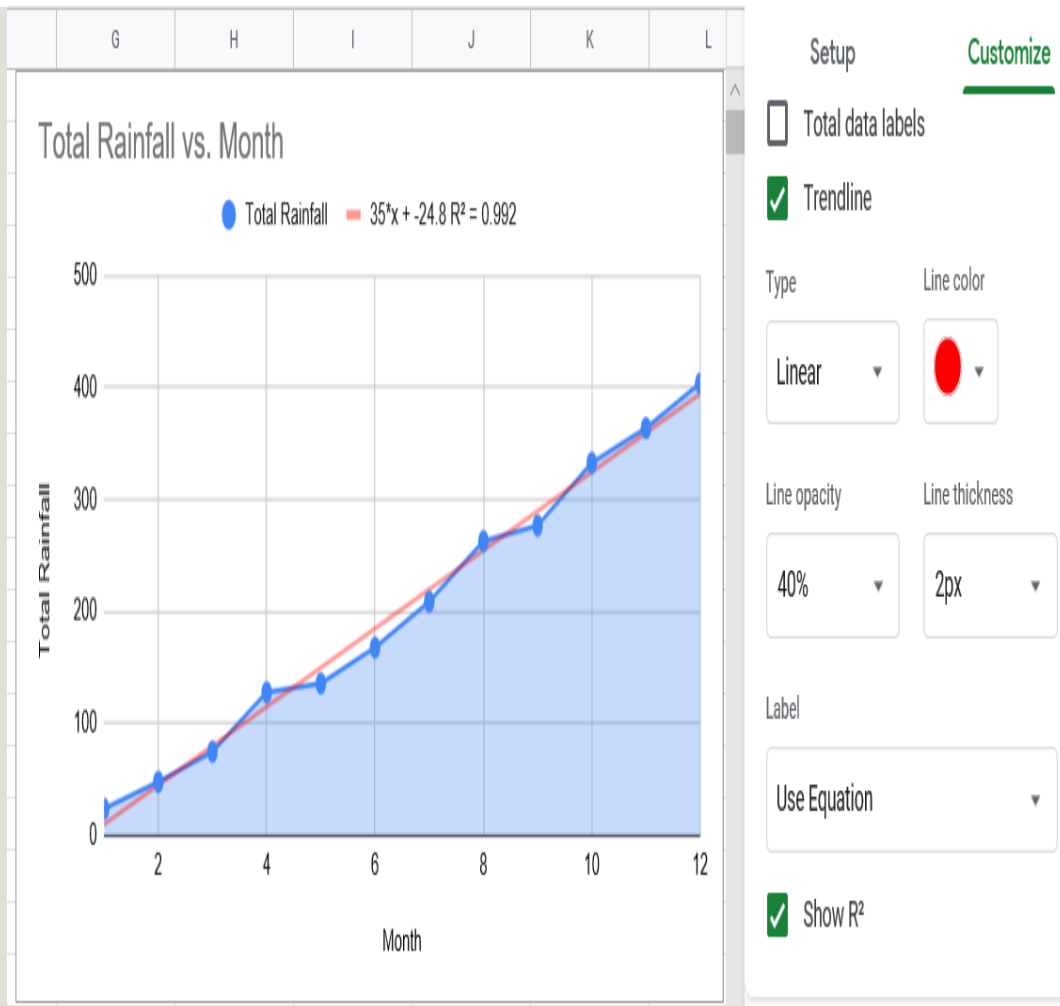 G H I J K L
Total Rainfall vs. Month
Total Rainfall 35*x + -24.8 R² = 0.992
500
400
300
200
100
0
Total Rainfall
2 4 6 8 10 12
Month
Setup Customize
Total data labels
Trendline
Type Line color
Linear
Line opacity Line thickness
40% 2px
Label
Use Equation
Show R²